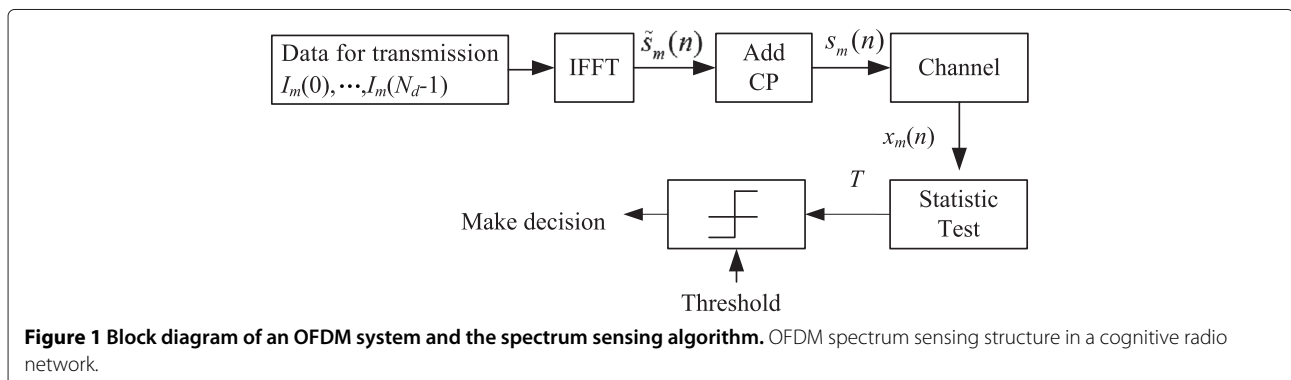 Data for transmission
I_m(0),⋯,I_m(N_d-1)
IFFT
s̃_m(n)
Add
CP
s_m(n)
Channel
x_m(n)
Statistic
Test
T
Make decision
Threshold
Figure 1 Block diagram of an OFDM system and the spectrum sensing algorithm. OFDM spectrum sensing structure in a cognitive radio
network.